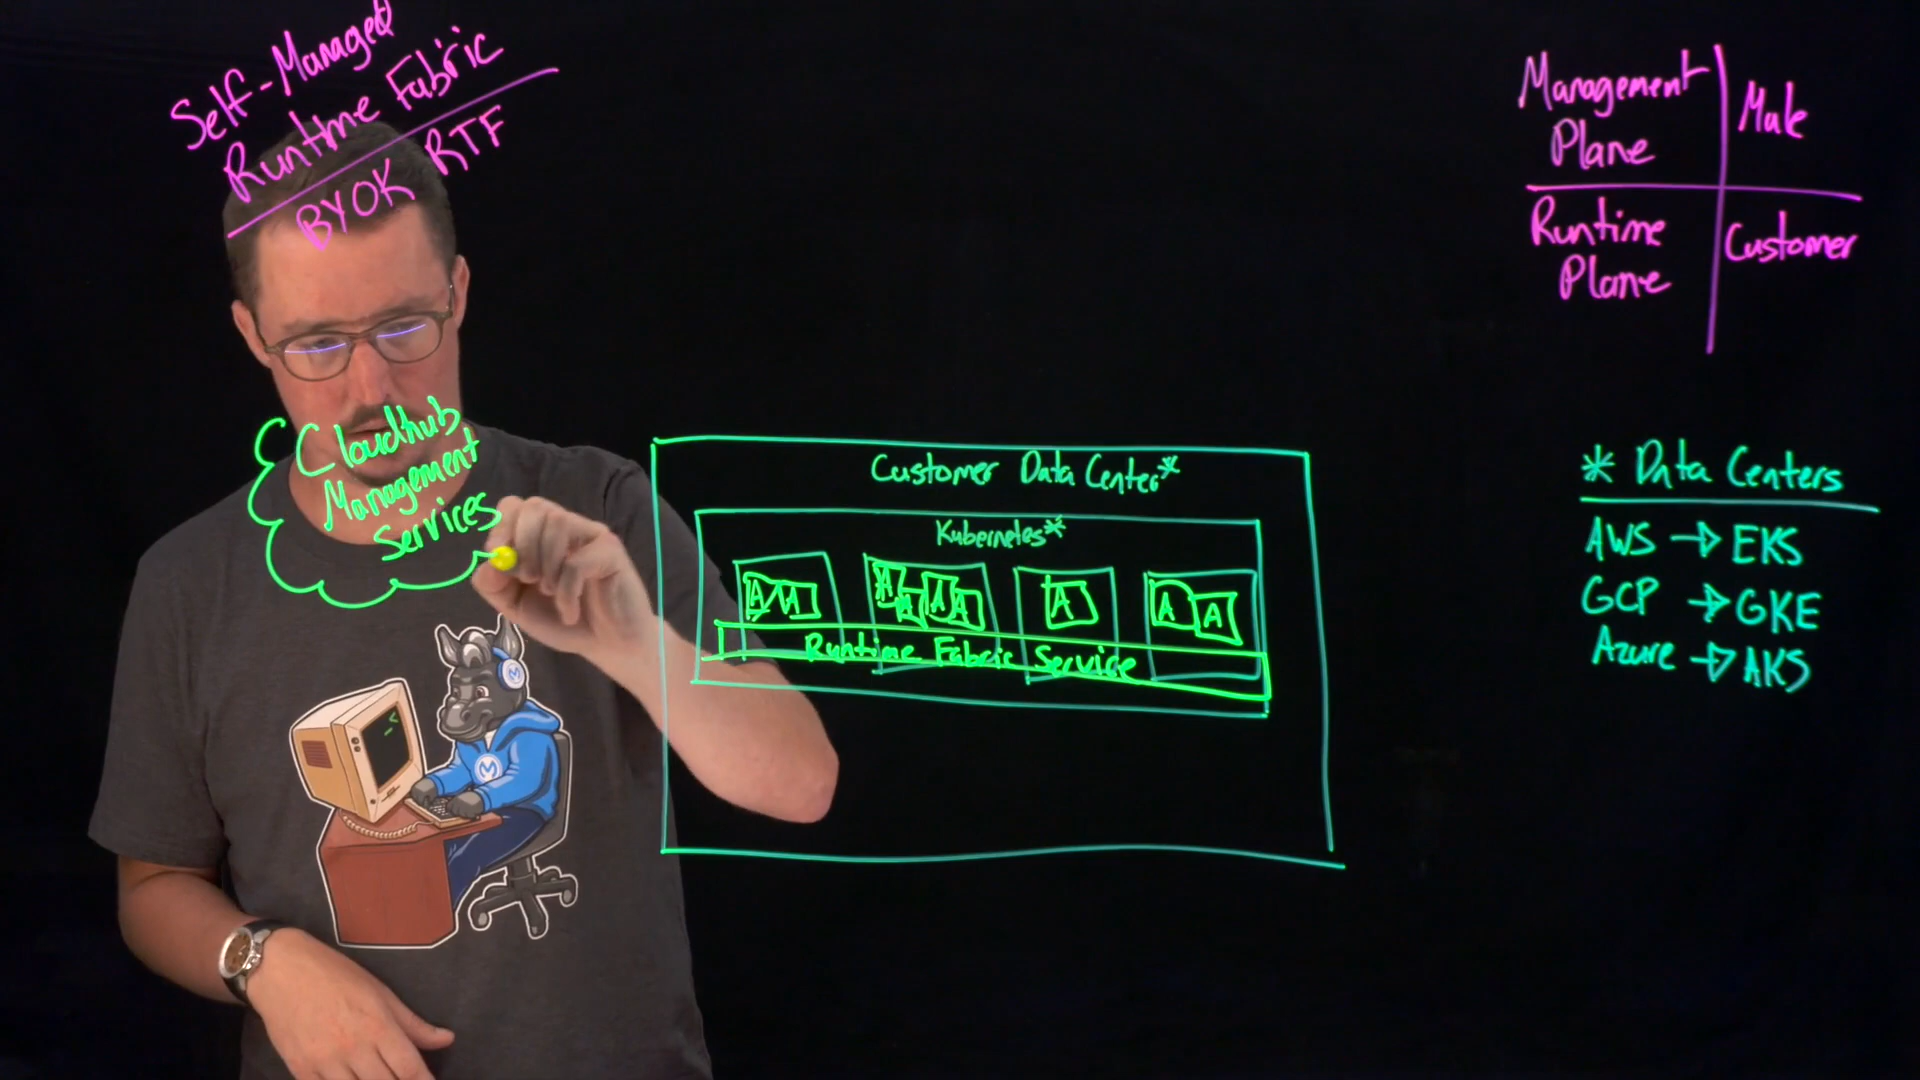 Self-Managed
Runtime Fabric
BYOK RTF
Cloudhub
Management
Services
Customer Data Center*
Kubernetes*
A A
A A A A
A
A A
Runtime Fabric Service
Management
Plane
Mule
Runtime
Plane
Customer
* Data Centers
AWS → EKS
GCP → GKE
Azure → AKS